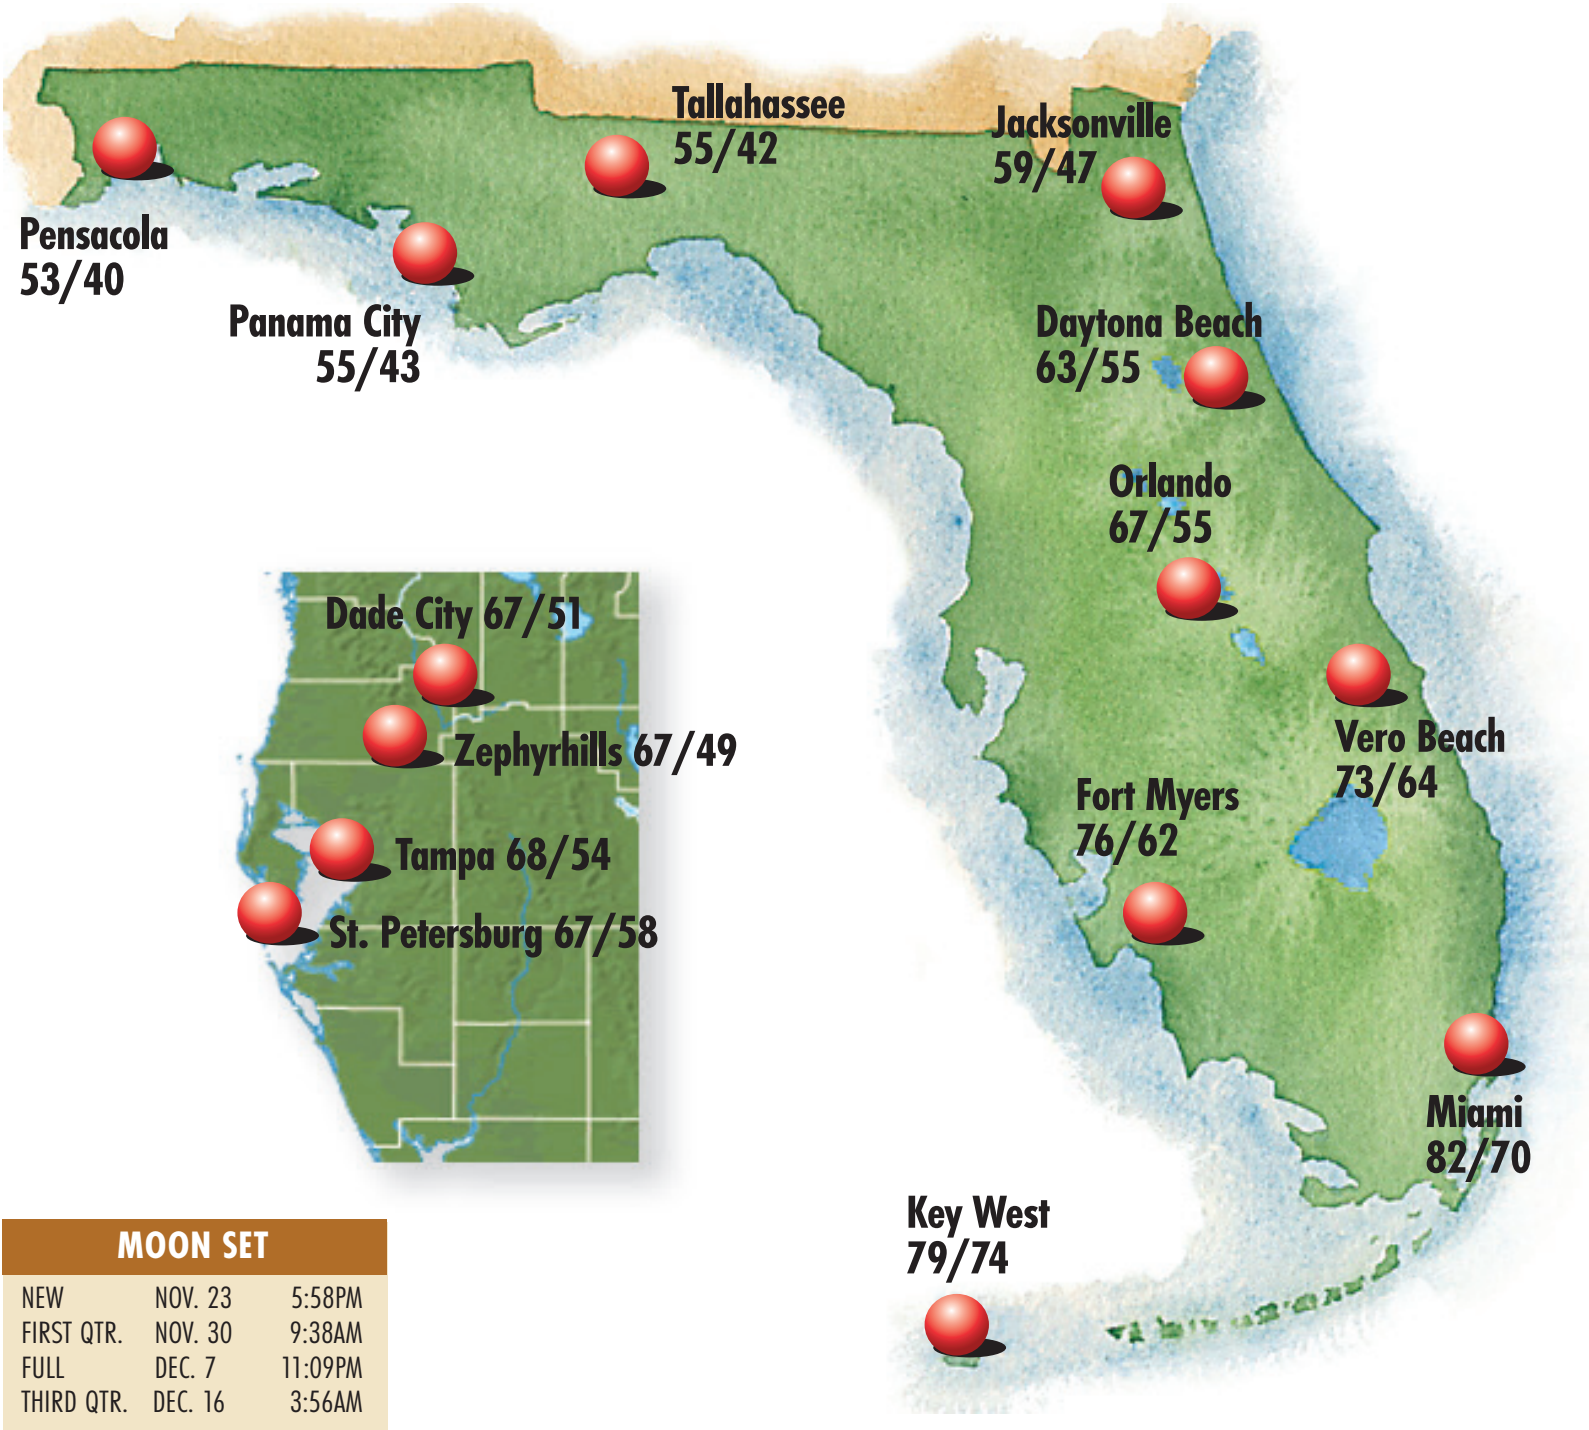 Tallahassee
55/42
Jacksonville
59/47
Pensacola
53/40
Panama City
55/43
Daytona Beach
63/55
Orlando
67/55
Dade City 67/51
Zephyrhills 67/49
Tampa 68/54
St. Petersburg 67/58
Vero Beach
73/64
Fort Myers
76/62
Miami
82/70
Key West
79/74
MOON SET
NEW NOV. 23 5:58PM
FIRST QTR. NOV. 30 9:38AM
FULL DEC. 7 11:09PM
THIRD QTR. DEC. 16 3:56AM